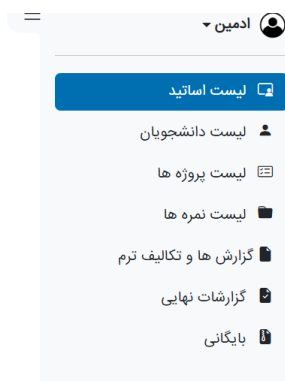 ادمین
لیست اساتید
لیست دانشجویان
لیست پروژه ها
لیست نمره ها
گزارش ها و تکالیف ترم
گزارشات نهایی
بایگانی